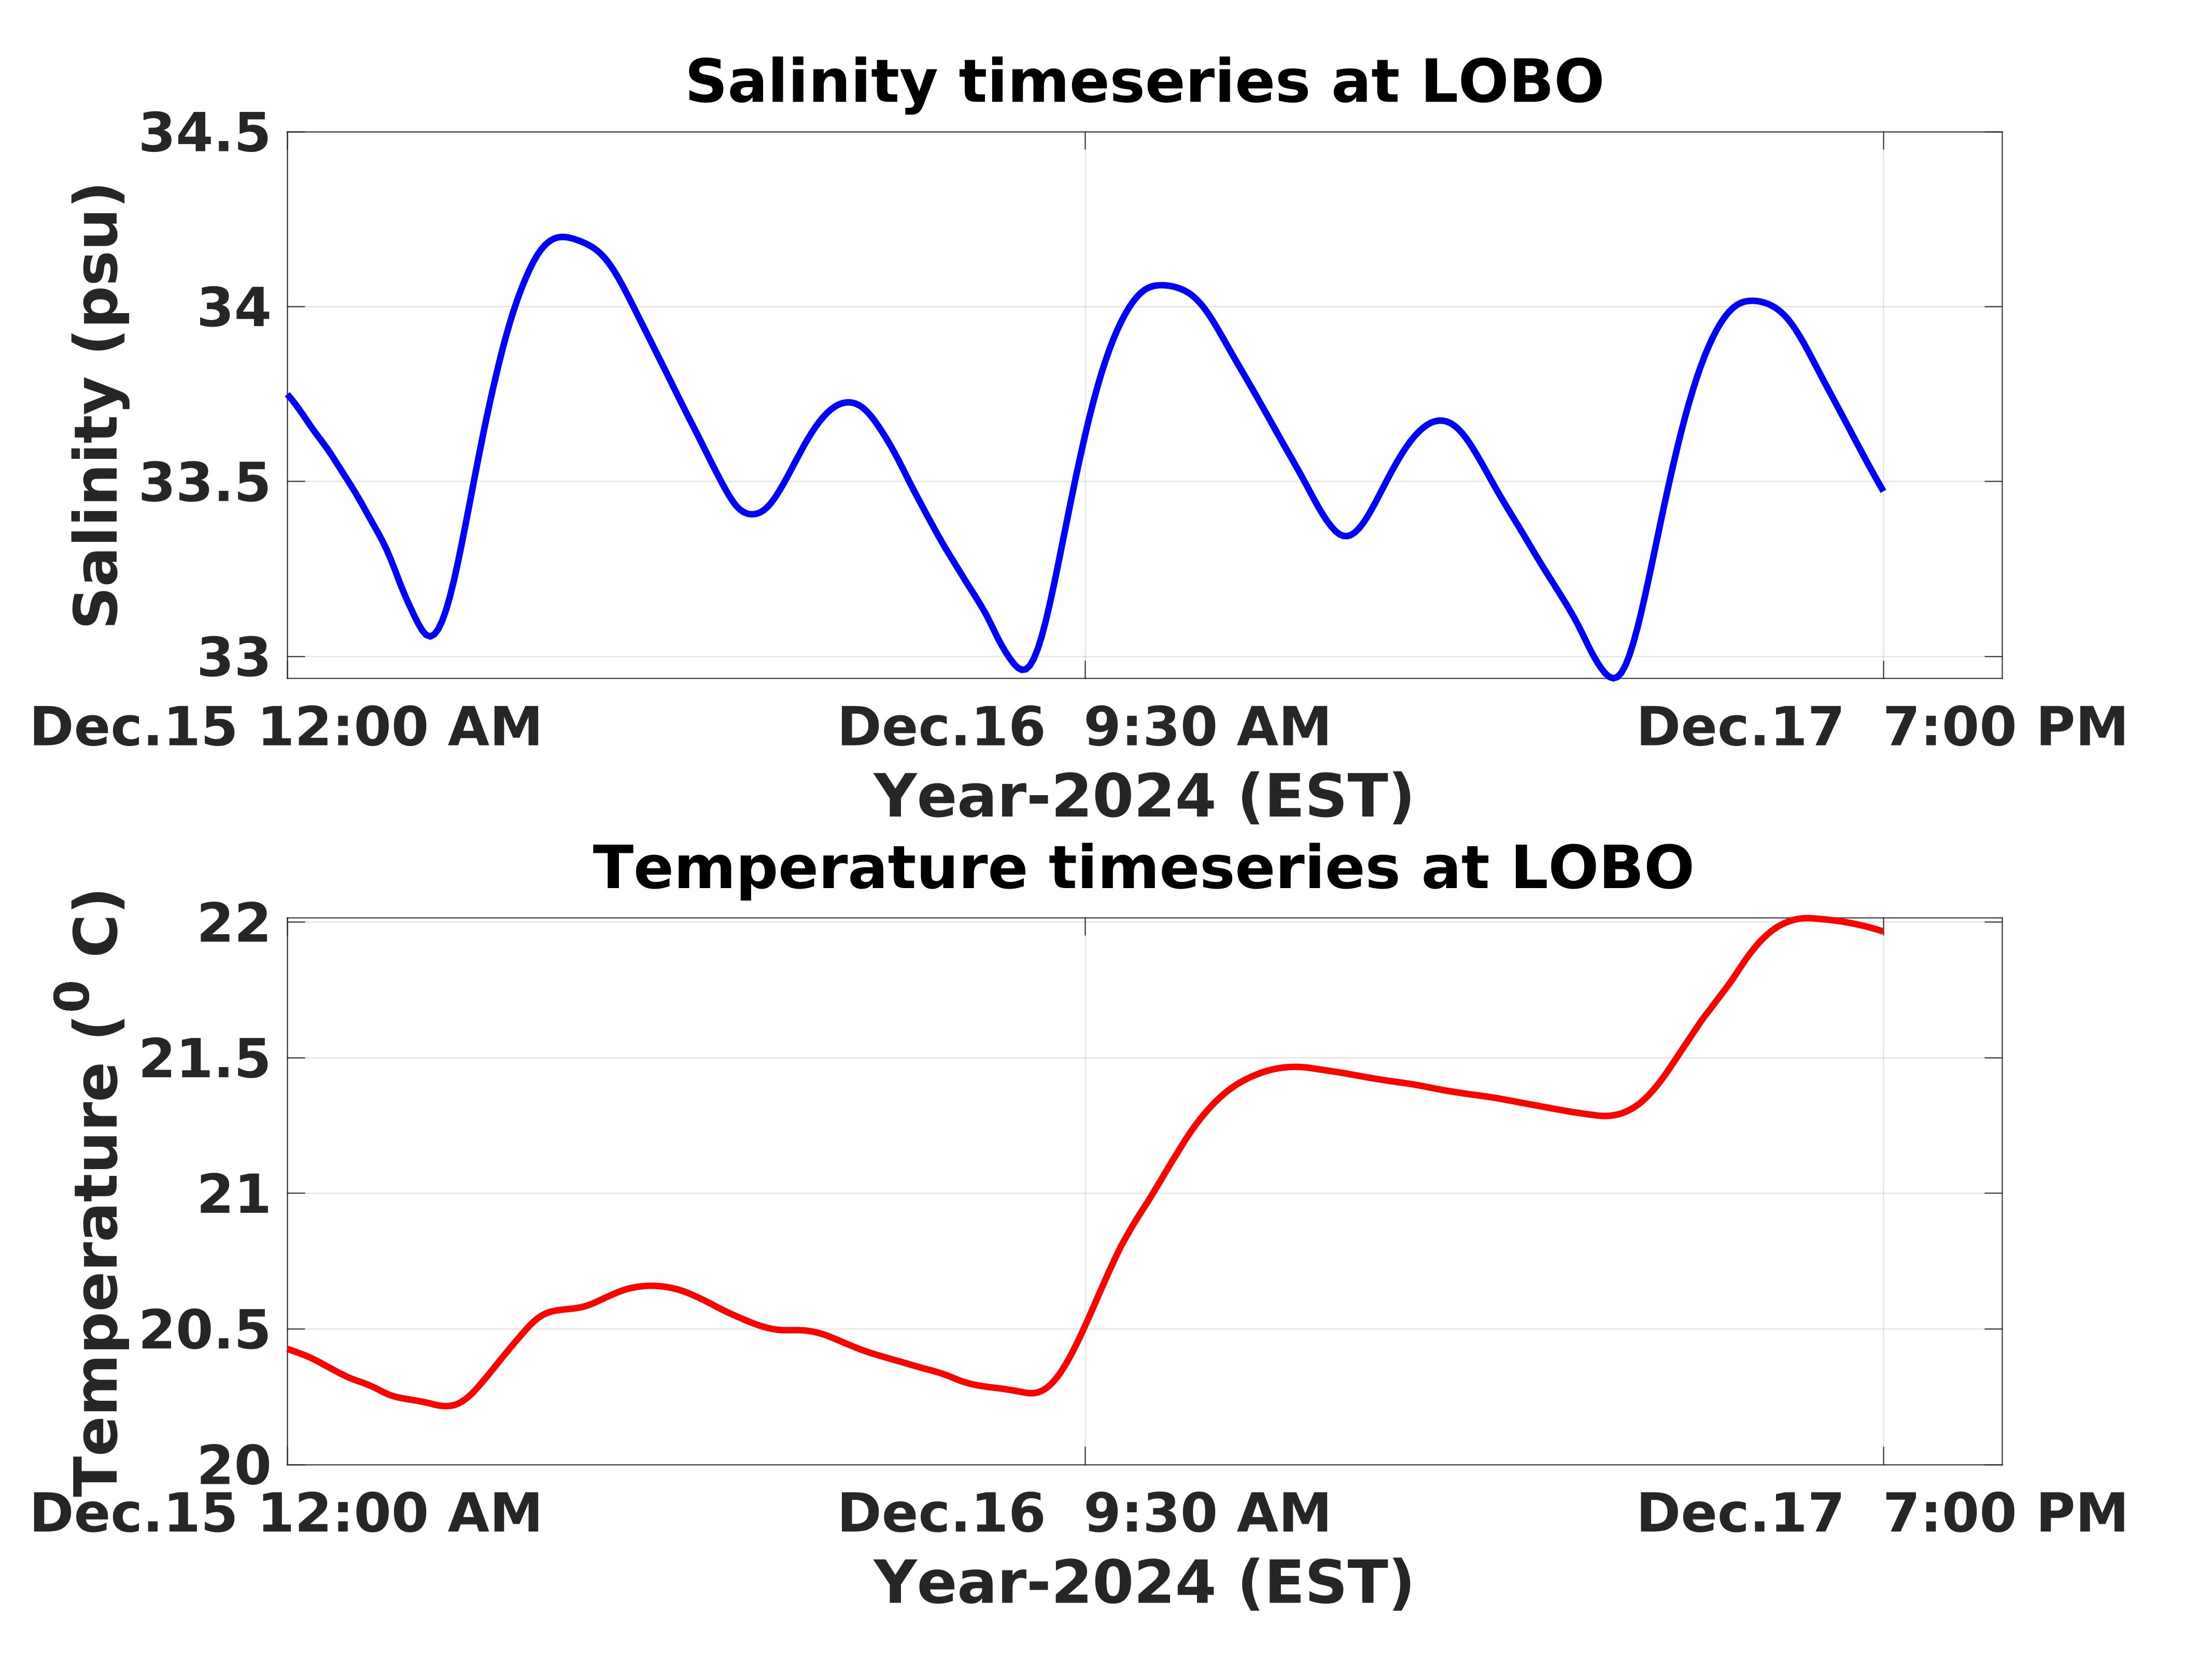 Salinity timeseries at LOBO
34.5
34
33.5
33
Salinity (psu)
Dec.15 12:00 AM Dec.16  9:30 AM Dec.17  7:00 PM
Year-2024 (EST)
Temperature timeseries at LOBO
22
21.5
21
20.5
20
Temperature (⁰ C)
Dec.15 12:00 AM Dec.16  9:30 AM Dec.17  7:00 PM
Year-2024 (EST)